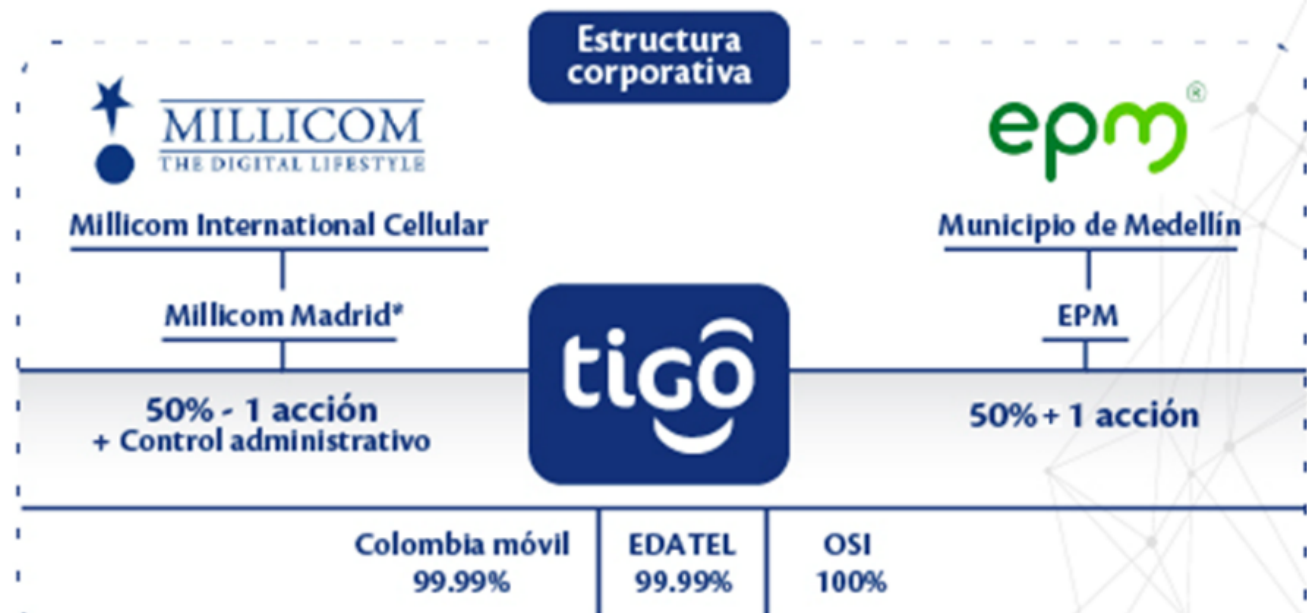 Estructura
corporativa
MILLICOM
THE DIGITAL LIFESTYLE
epm®
Millicom International Cellular
Municipio de Medellín
Millicom Madrid*
EPM
tigo
50% - 1 acción
+ Control administrativo
50% + 1 acción
Colombia móvil
99.99%
EDATEL
99.99%
OSI
100%